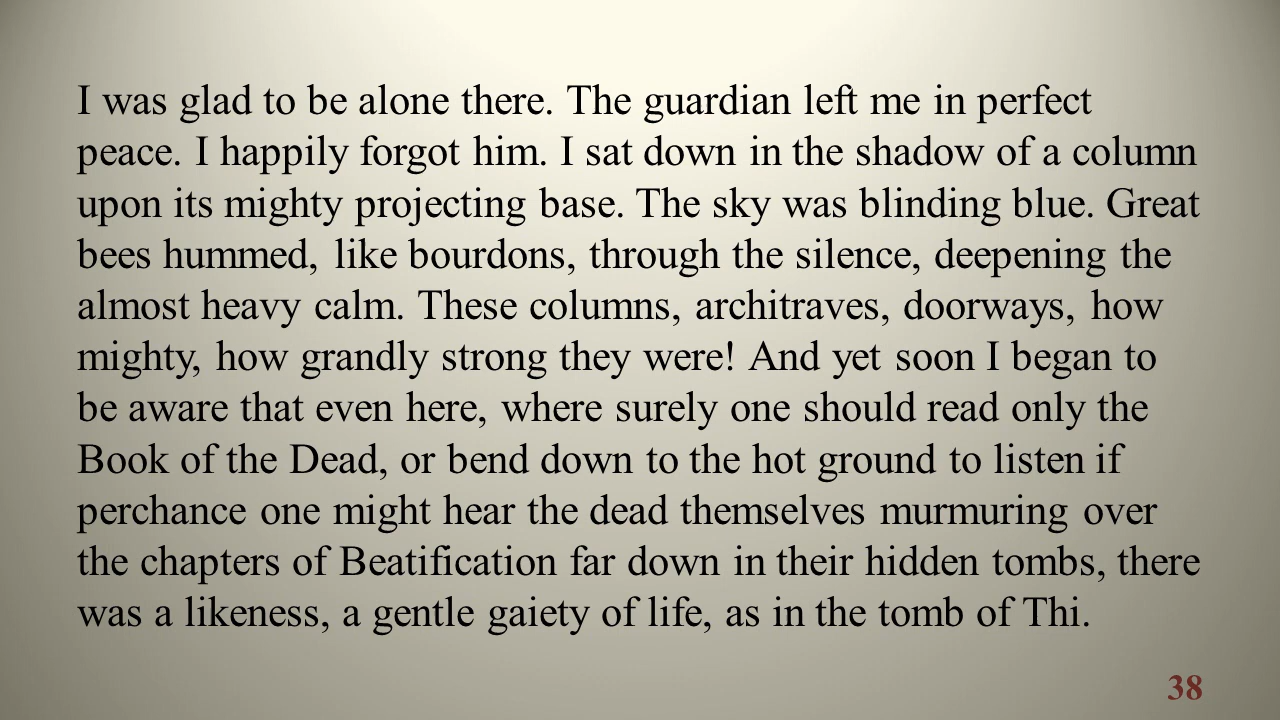 I was glad to be alone there. The guardian left me in perfect
peace. I happily forgot him. I sat down in the shadow of a column
upon its mighty projecting base. The sky was blinding blue. Great
bees hummed, like bourdons, through the silence, deepening the
almost heavy calm. These columns, architraves, doorways, how
mighty, how grandly strong they were! And yet soon I began to
be aware that even here, where surely one should read only the
Book of the Dead, or bend down to the hot ground to listen if
perchance one might hear the dead themselves murmuring over
the chapters of Beatification far down in their hidden tombs, there
was a likeness, a gentle gaiety of life, as in the tomb of Thi.
38